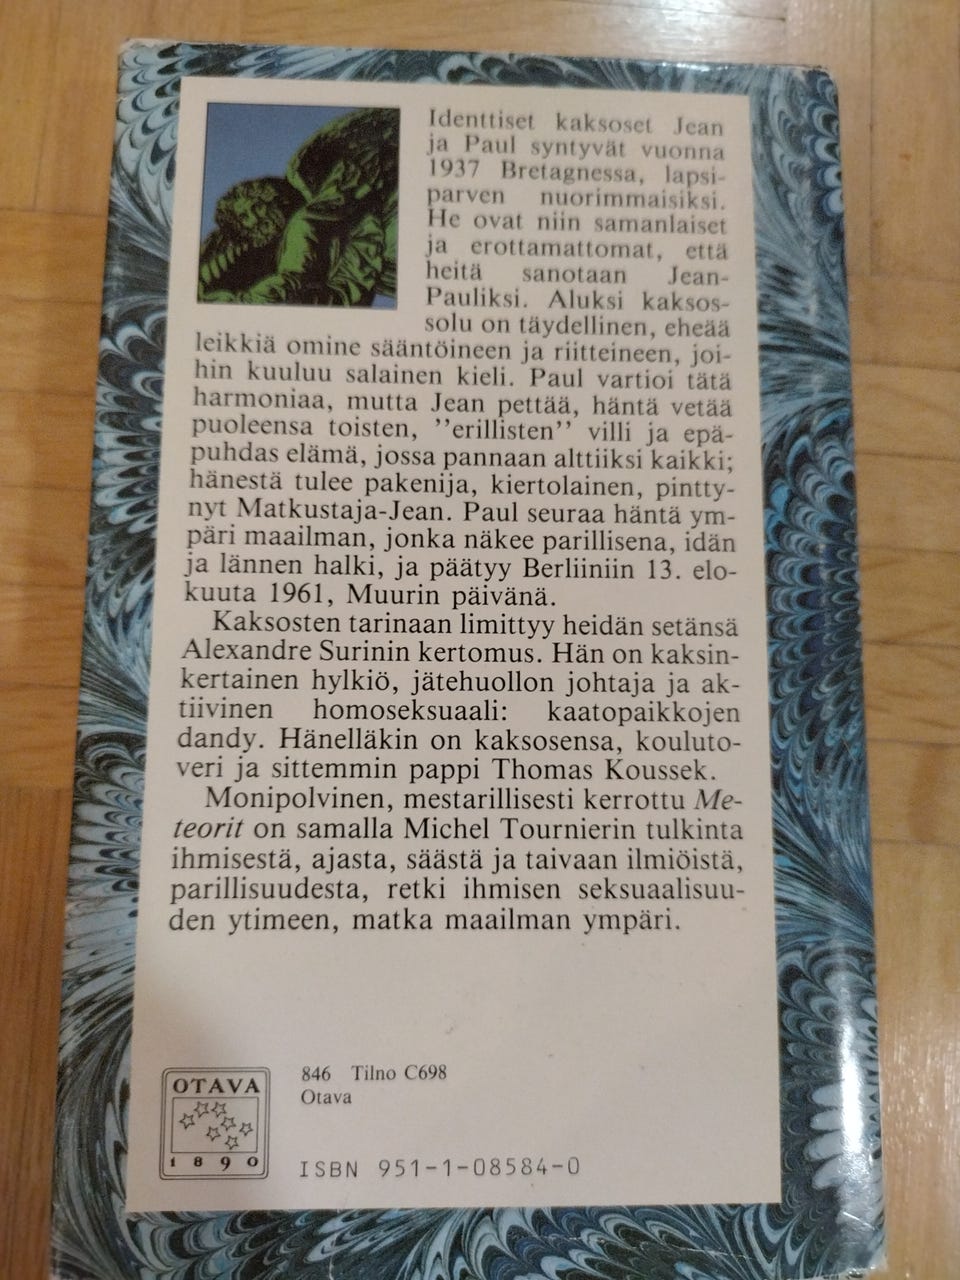 Identtiset kaksoset Jean
ja Paul syntyvät vuonna
1937 Bretagnessa, lapsi-
parven nuorimmaisiksi.
He ovat niin samanlaiset
ja erottamattomat, että
heitä sanotaan Jean-
Pauliksi. Aluksi kaksos-
solu on täydellinen, eheää
leikkiä omine sääntöineen ja riitteineen, joi-
hin kuuluu salainen kieli. Paul vartioi tätä
harmoniaa, mutta Jean pettää, häntä vetää
puoleensa toisten, ”erillisten” villi ja epä-
puhdas elämä, jossa pannaan alttiiksi kaikki;
hänestä tulee pakenija, kiertolainen, pintty-
nyt Matkustaja-Jean. Paul seuraa häntä ym-
päri maailman, jonka näkee parillisena, idän
ja lännen halki, ja päätyy Berliiniin 13. elo-
kuuta 1961, Muurin päivänä.
Kaksosten tarinaan limittyy heidän setänsä
Alexandre Surinin kertomus. Hän on kaksin-
kertainen hylkiö, jätehuollon johtaja ja ak-
tiivinen homoseksuaali: kaatopaikkojen
dandy. Hänelläkin on kaksosensa, kouluto-
veri ja sittemmin pappi Thomas Koussek.
Monipolvinen, mestarillisesti kerrottu Me-
teorit on samalla Michel Tournierin tulkinta
ihmisestä, ajasta, säästä ja taivaan ilmiöistä,
parillisuudesta, retki ihmisen seksuaalisuu-
den ytimeen, matka maailman ympäri.
OTAVA
1890
846 Tilno C698
Otava
ISBN 951-1-08584-0